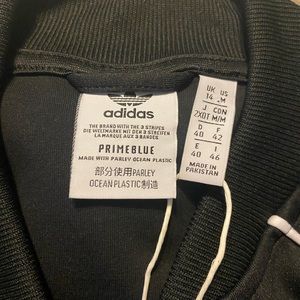 adidas
THE BRAND WITH THE 3 STRIPES
DIE WELTMARKE MIT DEN 3 STREIFEN
LA MARQUE AUX 3 BANDES
PRIMEBLUE
MADE WITH PARLEY OCEAN PLASTIC
部分使用PARLEY
OCEAN PLASTIC制造
UK US
14 M
J CDN
2XOT M/M
D F
40 42
E I
40 46
MADE IN
PAKISTAN